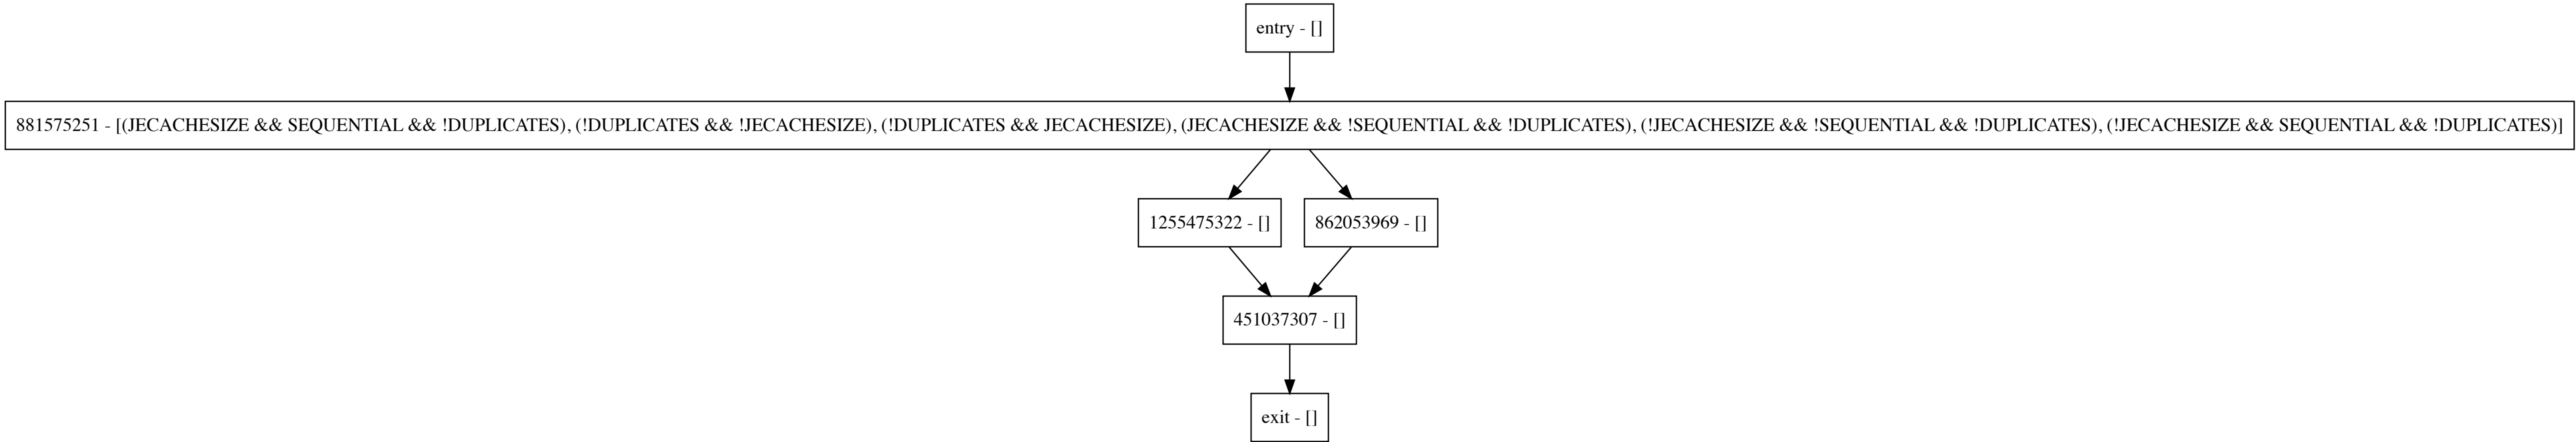 entry - []
881575251 - [(JECACHESIZE && SEQUENTIAL && !DUPLICATES), (!DUPLICATES && !JECACHESIZE), (!DUPLICATES && JECACHESIZE), (JECACHESIZE && !SEQUENTIAL && !DUPLICATES), (!JECACHESIZE && !SEQUENTIAL && !DUPLICATES), (!JECACHESIZE && SEQUENTIAL && !DUPLICATES)]
1255475322 - []
862053969 - []
451037307 - []
exit - []